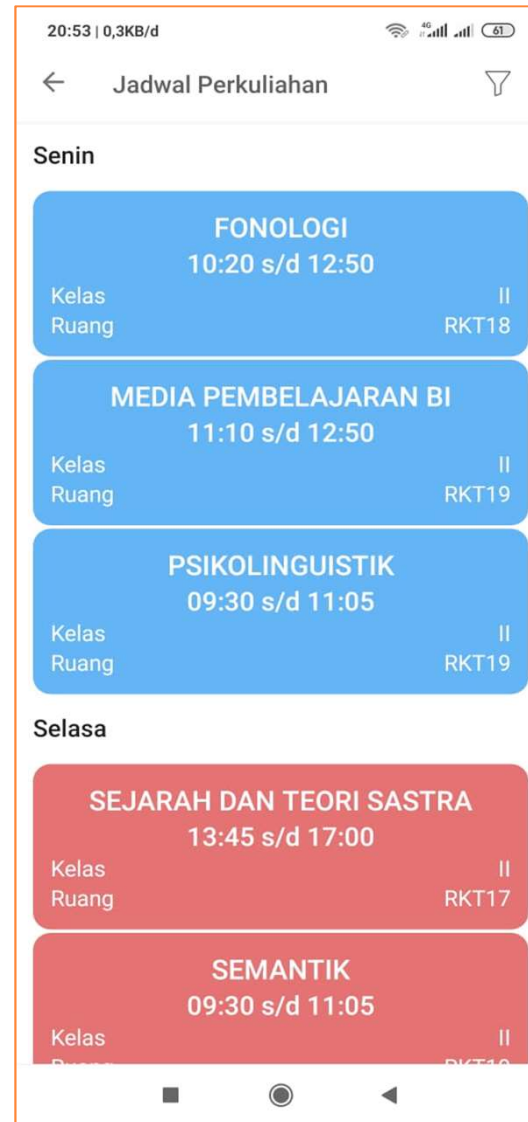 20:53 | 0,3KB/d 4G 61
Jadwal Perkuliahan
Senin
FONOLOGI
10:20 s/d 12:50
Kelas II
Ruang RKT18
MEDIA PEMBELAJARAN BI
11:10 s/d 12:50
Kelas II
Ruang RKT19
PSIKOLINGUISTIK
09:30 s/d 11:05
Kelas II
Ruang RKT19
Selasa
SEJARAH DAN TEORI SASTRA
13:45 s/d 17:00
Kelas II
Ruang RKT17
SEMANTIK
09:30 s/d 11:05
Kelas II